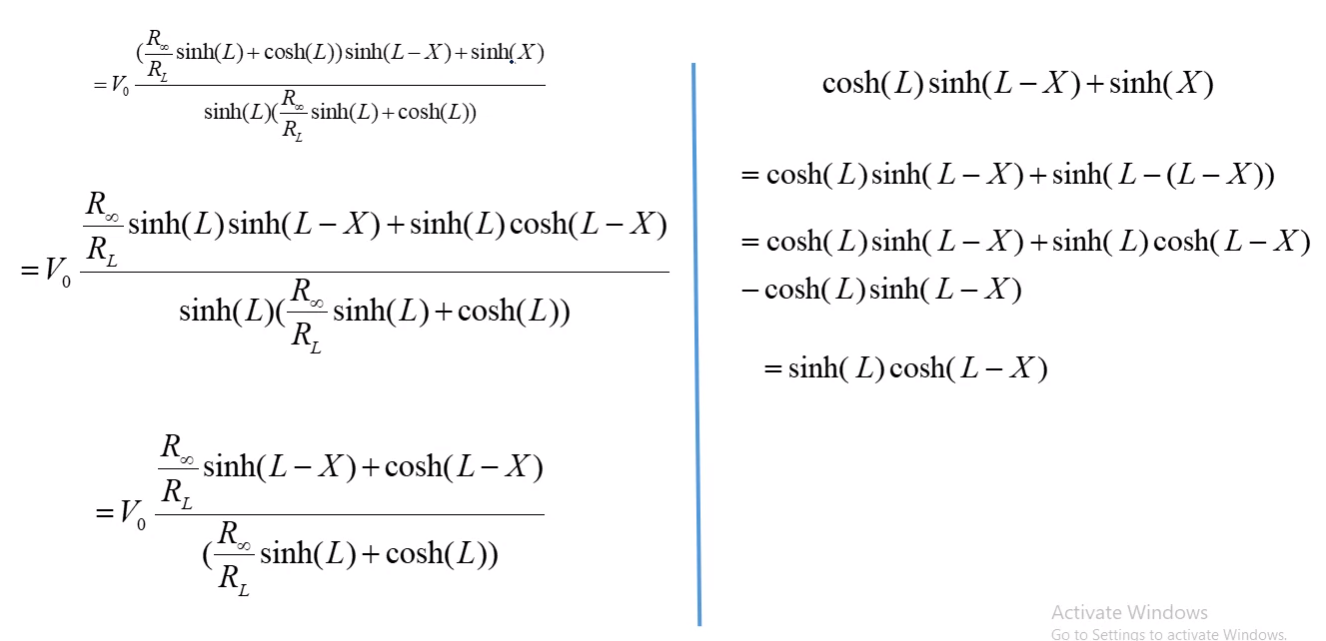 = V₀ ((R∞/R_L) sinh(L) + cosh(L)) sinh(L − X) + sinh(X) / sinh(L)((R∞/R_L) sinh(L) + cosh(L))
= V₀ (R∞/R_L) sinh(L) sinh(L − X) + sinh(L) cosh(L − X) / sinh(L)((R∞/R_L) sinh(L) + cosh(L))
= V₀ (R∞/R_L) sinh(L − X) + cosh(L − X) / ((R∞/R_L) sinh(L) + cosh(L))
cosh(L) sinh(L − X) + sinh(X)
= cosh(L) sinh(L − X) + sinh(L − (L − X))
= cosh(L) sinh(L − X) + sinh(L) cosh(L − X)
− cosh(L) sinh(L − X)
= sinh(L) cosh(L − X)
Activate Windows
Go to Settings to activate Windows.